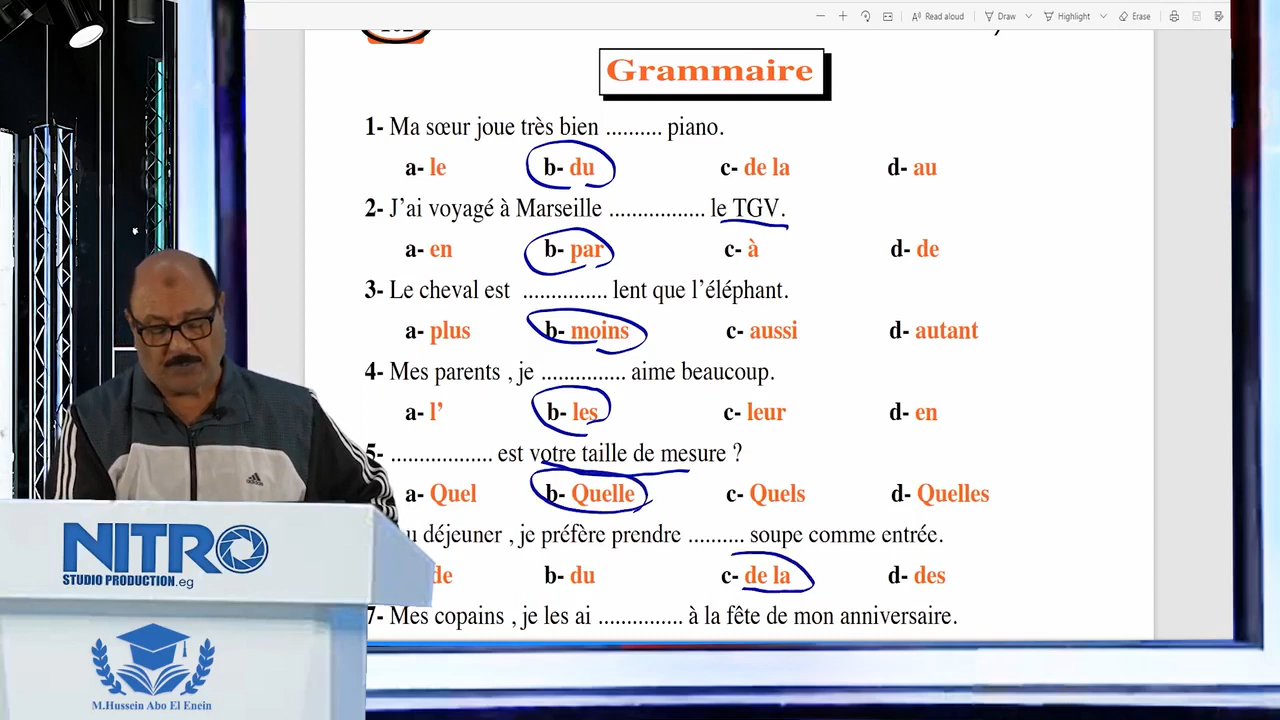 Read aloud Draw Highlight Erase
Grammaire
1- Ma sœur joue très bien .......... piano.
a- le b- du c- de la d- au
2- J'ai voyagé à Marseille ................. le TGV.
a- en b- par c- à d- de
3- Le cheval est ............... lent que l'éléphant.
a- plus b- moins c- aussi d- autant
4- Mes parents , je ............... aime beaucoup.
a- l' b- les c- leur d- en
5- .................. est votre taille de mesure ?
a- Quel b- Quelle c- Quels d- Quelles
u déjeuner , je préfère prendre .......... soupe comme entrée.
de b- du c- de la d- des
7- Mes copains , je les ai ............... à la fête de mon anniversaire.
NITRO
STUDIO PRODUCTION.eg
M.Hussein Abo El Enein
adidas